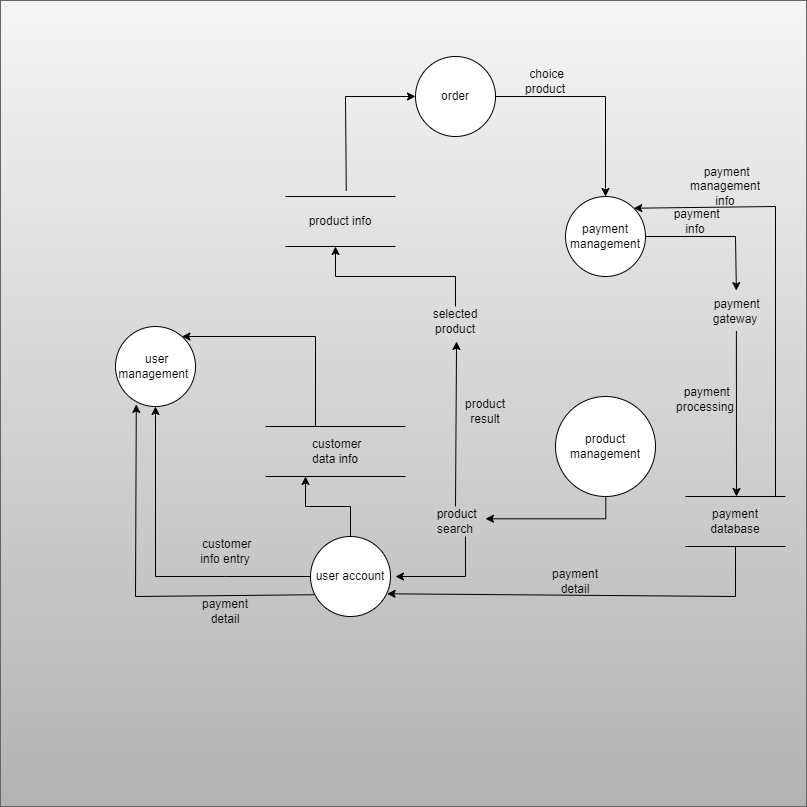 order
choice
product
payment
management
info
product info
payment
info
payment
management
payment
gateway
selected
product
user
management
payment
processing
product
result
customer
data info
product
management
product
search
payment
database
customer
info entry
user account
payment
detail
payment
detail